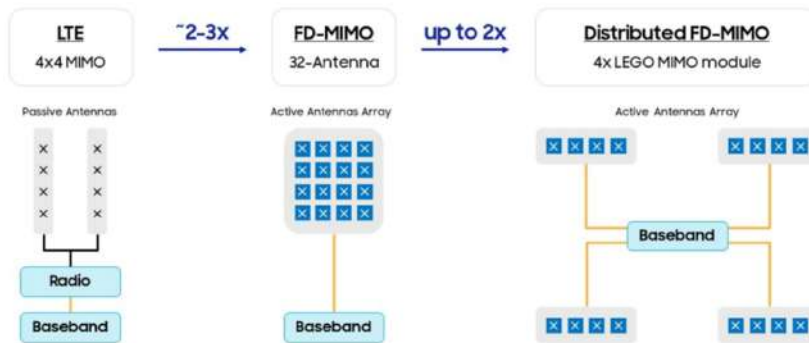 LTE
4x4 MIMO
~2-3x
FD-MIMO
32-Antenna
up to 2x
Distributed FD-MIMO
4x LEGO MIMO module
Passive Antennas
Active Antennas Array
Active Antennas Array
Baseband
Radio
Baseband
Baseband